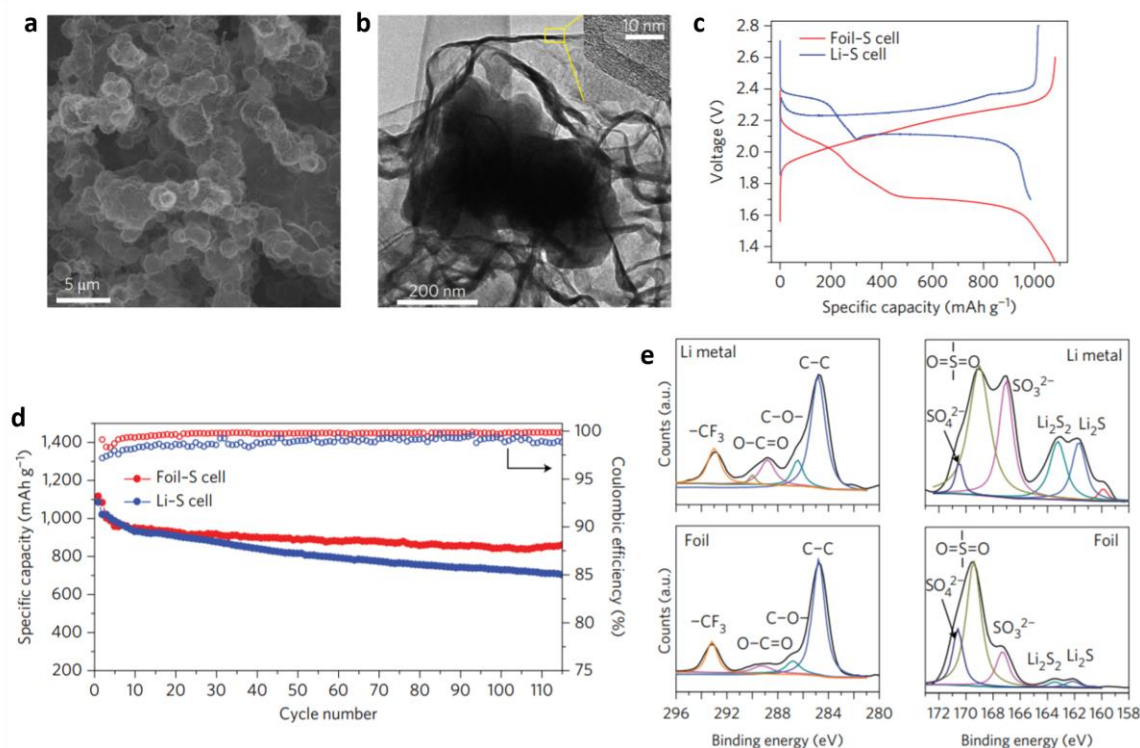 a
5 μm
b
10 nm
200 nm
c
Foil–S cell
Li–S cell
2.8
2.6
2.4
2.2
2.0
1.8
1.6
1.4
Voltage (V)
0 200 400 600 800 1,000
Specific capacity (mAh g⁻¹)
d
1,400
1,200
1,000
800
600
400
200
Specific capacity (mAh g⁻¹)
Foil–S cell
Li–S cell
100
95
90
85
80
75
Coulombic efficiency (%)
0 10 20 30 40 50 60 70 80 90 100 110
Cycle number
e
Li metal
C–C
C–O–
O–C=O
–CF₃
Counts (a.u.)
Li metal
O=S=O
SO₃²⁻
SO₄²⁻
Li₂S₂
Li₂S
Counts (a.u.)
Foil
C–C
C–O–
O–C=O
–CF₃
Counts (a.u.)
296 292 288 284 280
Binding energy (eV)
Foil
O=S=O
SO₄²⁻
SO₃²⁻
Li₂S₂
Li₂S
Counts (a.u.)
172 170 168 166 164 162 160 158
Binding energy (eV)